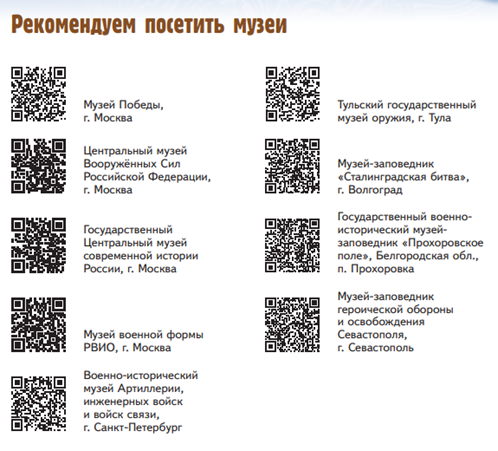 Рекомендуем посетить музеи
Музей Победы,
г. Москва
Центральный музей
Вооружённых Сил
Российской Федерации,
г. Москва
Государственный
Центральный музей
современной истории
России, г. Москва
Музей военной формы
РВИО, г. Москва
Военно-исторический
музей Артиллерии,
инженерных войск
и войск связи,
г. Санкт-Петербург
Тульский государственный
музей оружия, г. Тула
Музей-заповедник
«Сталинградская битва»,
г. Волгоград
Государственный военно-
исторический музей-
заповедник «Прохоровское
поле», Белгородская обл.,
п. Прохоровка
Музей-заповедник
героической обороны
и освобождения
Севастополя,
г. Севастополь